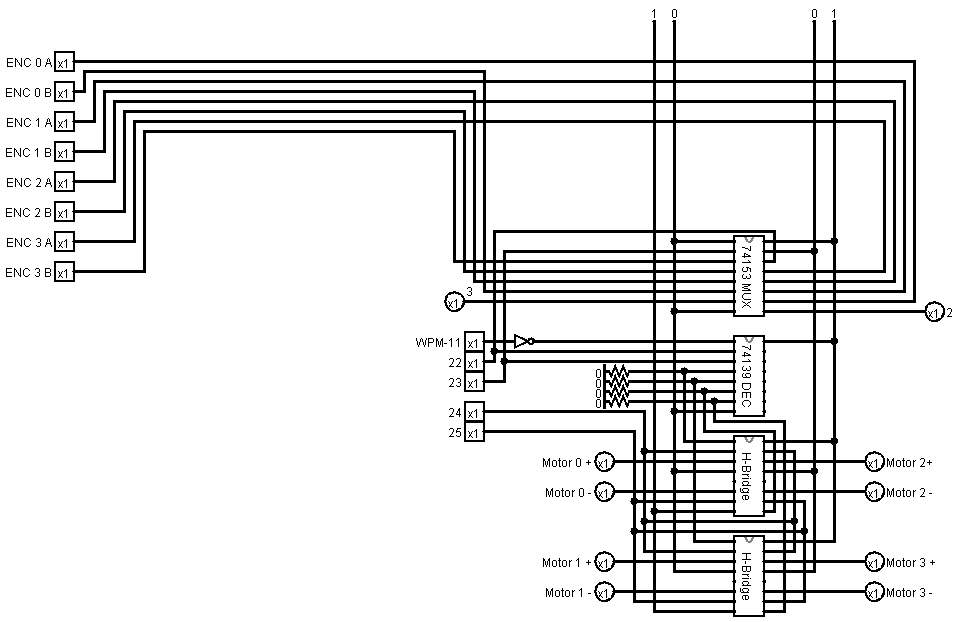 1 0 0 1
ENC 0 A x1
ENC 0 B x1
ENC 1 A x1
ENC 1 B x1
ENC 2 A x1
ENC 2 B x1
ENC 3 A x1
ENC 3 B x1
74153 MUX
x1 3
x1 2
WPM-11 x1
22 x1
23 x1
74139 DEC
0
0
0
0
24 x1
25 x1
H-Bridge
Motor 0 + x1
x1 Motor 2+
Motor 0 - x1
x1 Motor 2 -
H-Bridge
Motor 1 + x1
x1 Motor 3 +
Motor 1 - x1
x1 Motor 3 -